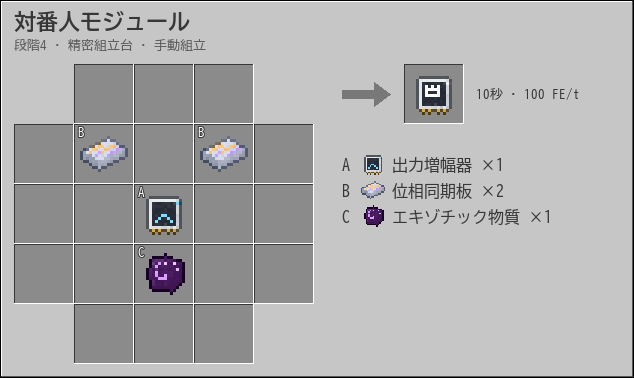 対番人モジュール
段階4 · 精密組立台 · 手動組立
10秒 · 100 FE/t
B
B
A
C
A 出力増幅器 ×1
B 位相同期板 ×2
C エキゾチック物質 ×1